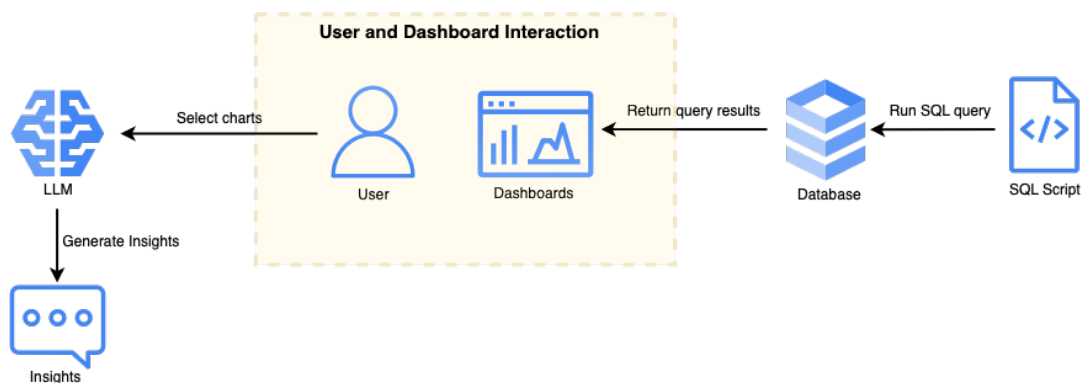 User and Dashboard Interaction
Select charts
Return query results
Run SQL query
LLM
User
Dashboards
Database
SQL Script
Generate Insights
Insights